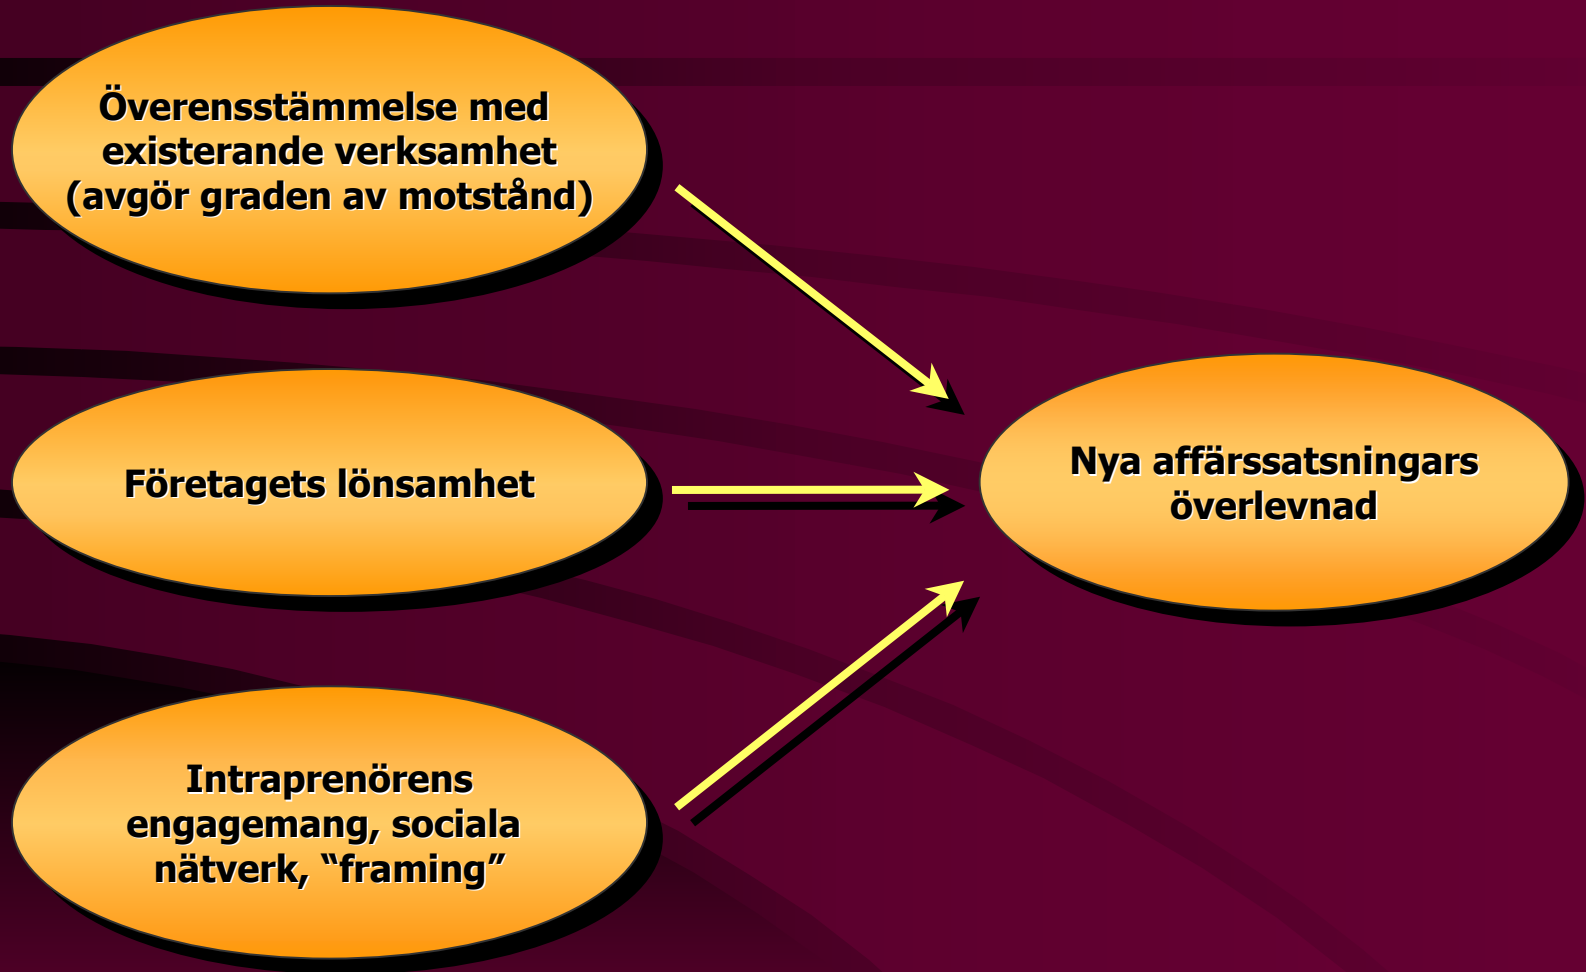 Överensstämmelse med
existerande verksamhet
(avgör graden av motstånd)
Företagets lönsamhet
Intraprenörens
engagemang, sociala
nätverk, “framing”
Nya affärssatsningars
överlevnad